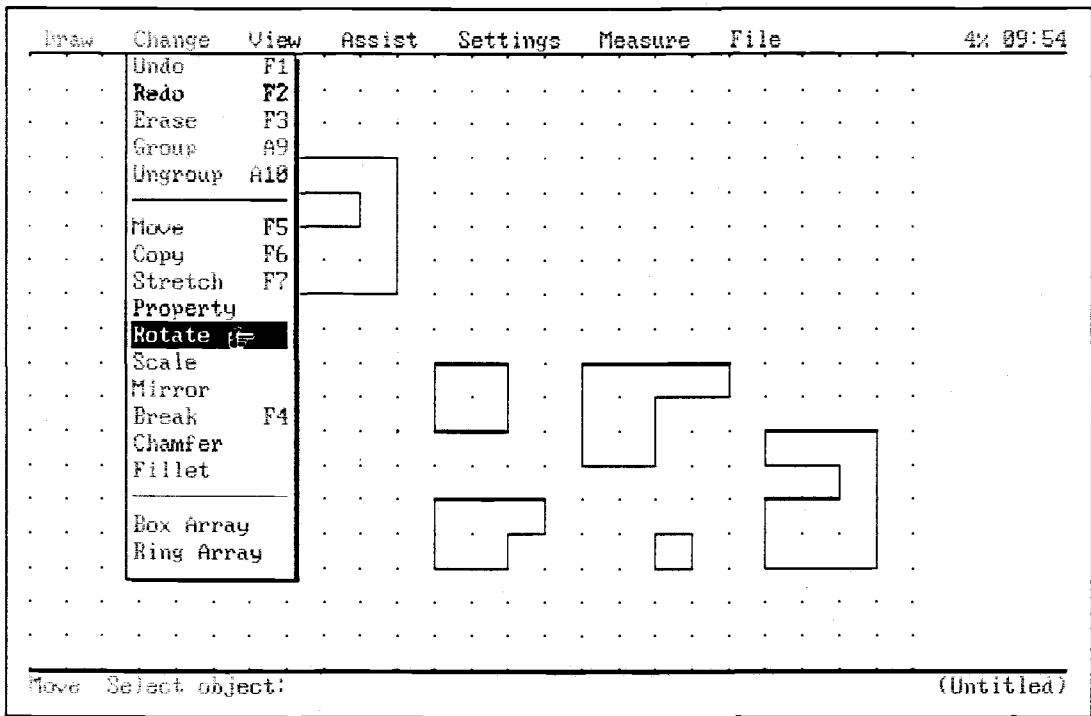 Draw Change View Assist Settings Measure File 4% 09:54
Undo F1
Redo F2
Erase F3
Group A9
Ungroup A10
Move F5
Copy F6
Stretch F7
Property
Rotate
Scale
Mirror
Break F4
Chamfer
Fillet
Box Array
Ring Array
Move Select object: (Untitled)